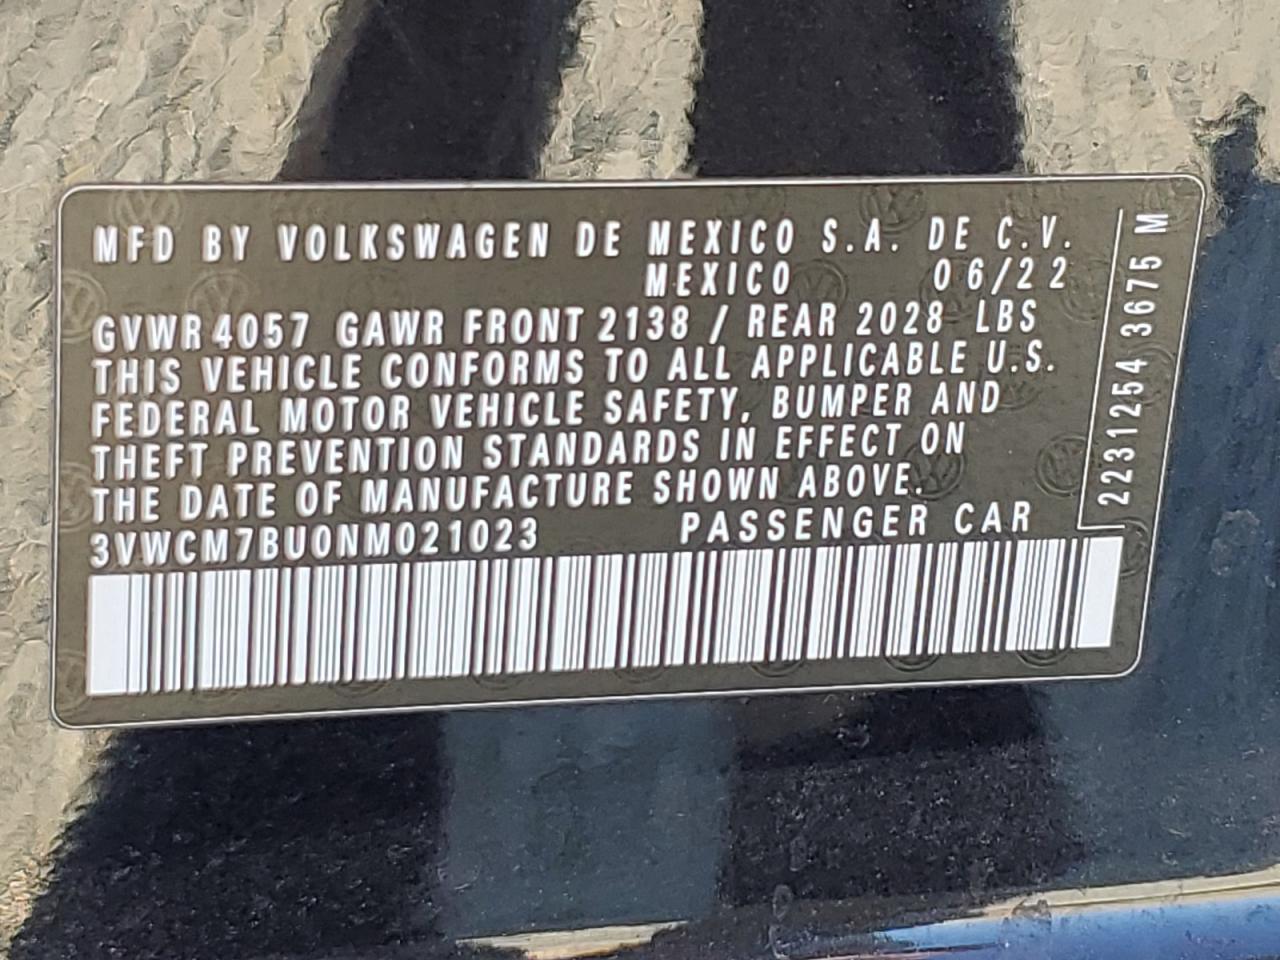 MFD BY VOLKSWAGEN DE MEXICO S.A. DE C.V.
MEXICO 06/22
GVWR 4057 GAWR FRONT 2138 / REAR 2028 LBS
THIS VEHICLE CONFORMS TO ALL APPLICABLE U.S.
FEDERAL MOTOR VEHICLE SAFETY, BUMPER AND
THEFT PREVENTION STANDARDS IN EFFECT ON
THE DATE OF MANUFACTURE SHOWN ABOVE.
3VWCM7BU0NM021023 PASSENGER CAR
2231254 3675 M